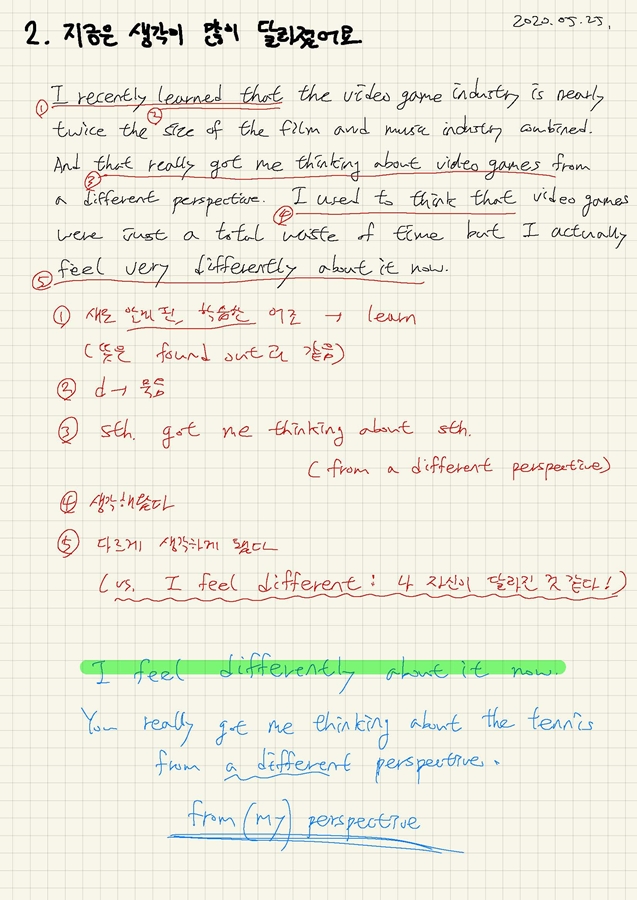 2020.05.25.
2. 지금은 생각이 많이 달라졌어요
① I recently learned that the video game industry is nearly
twice the ② size of the film and music industry combined.
And that really got me thinking about video games from
③ a different perspective. I used to think that video games
④ were just a total waste of time but I actually
⑤ feel very differently about it now.
① 새로 알게 된, 학습한 어조 → learn
(뜻은 found out과 같음)
② d → 묵음
③ sth. got me thinking about sth.
(from a different perspective)
④ 생각해왔다
⑤ 다르게 생각하게 됐다
(vs. I feel different : 나 자신이 달라진 것 같다!)
I feel differently about it now.
You really got me thinking about the tennis
from a different perspective.
from (my) perspective